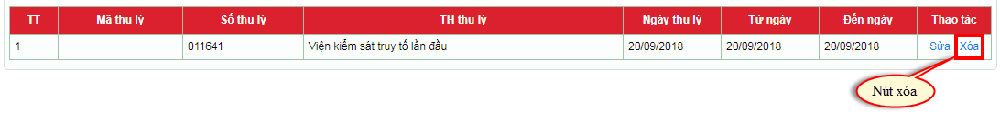 TT Mã thụ lý Số thụ lý TH thụ lý Ngày thụ lý Từ ngày Đến ngày Thao tác
1 011641 Viện kiểm sát truy tố lần đầu 20/09/2018 20/09/2018 20/09/2018 Sửa Xóa
Nút xóa